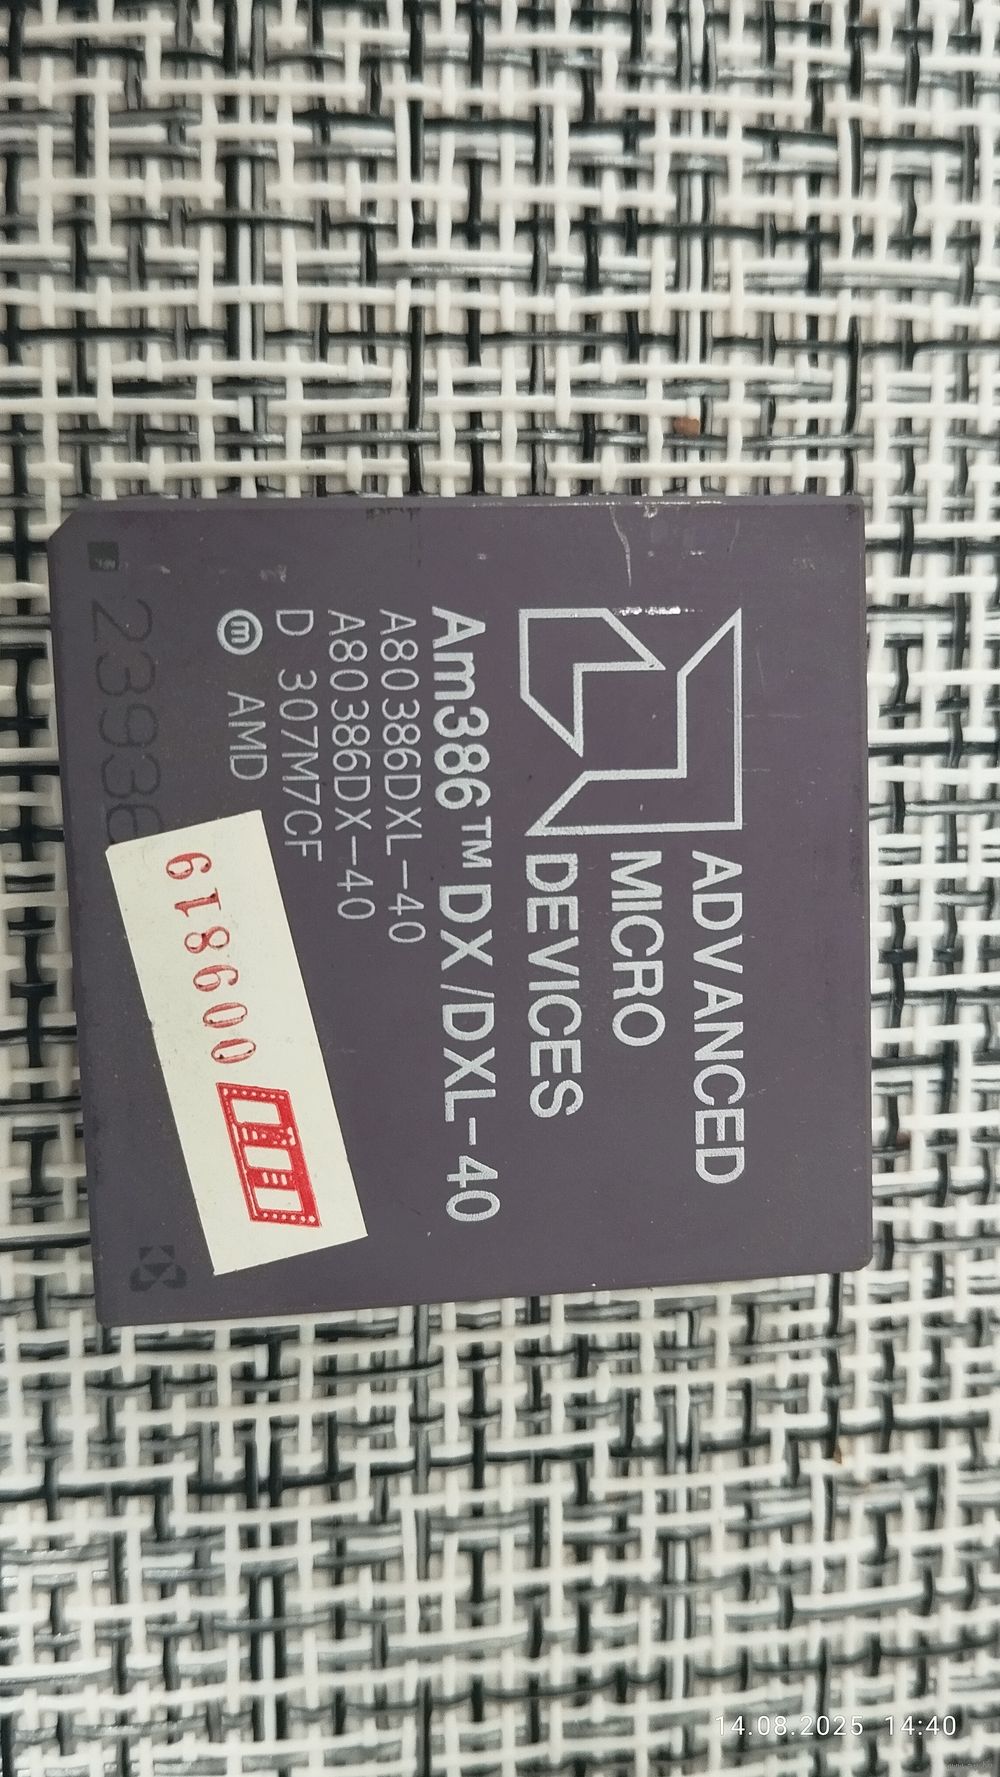 ADVANCED
MICRO
DEVICES
Am386™ DX/DXL-40
A80386DXL-40
A80386DX-40
D 307M7CF
ⓜ AMD
618600
14.08.2025 14:40